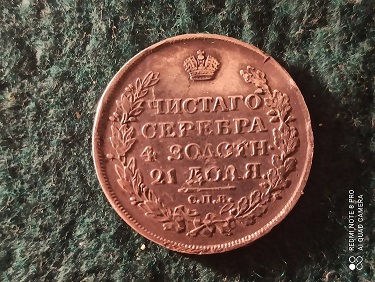 ЧИСТАГО
СЕРЕБРА
4 ЗОЛОТН.
21 ДОЛЯ.
С.П.Б.
REDMI NOTE 8 PRO
AI QUAD CAMERA